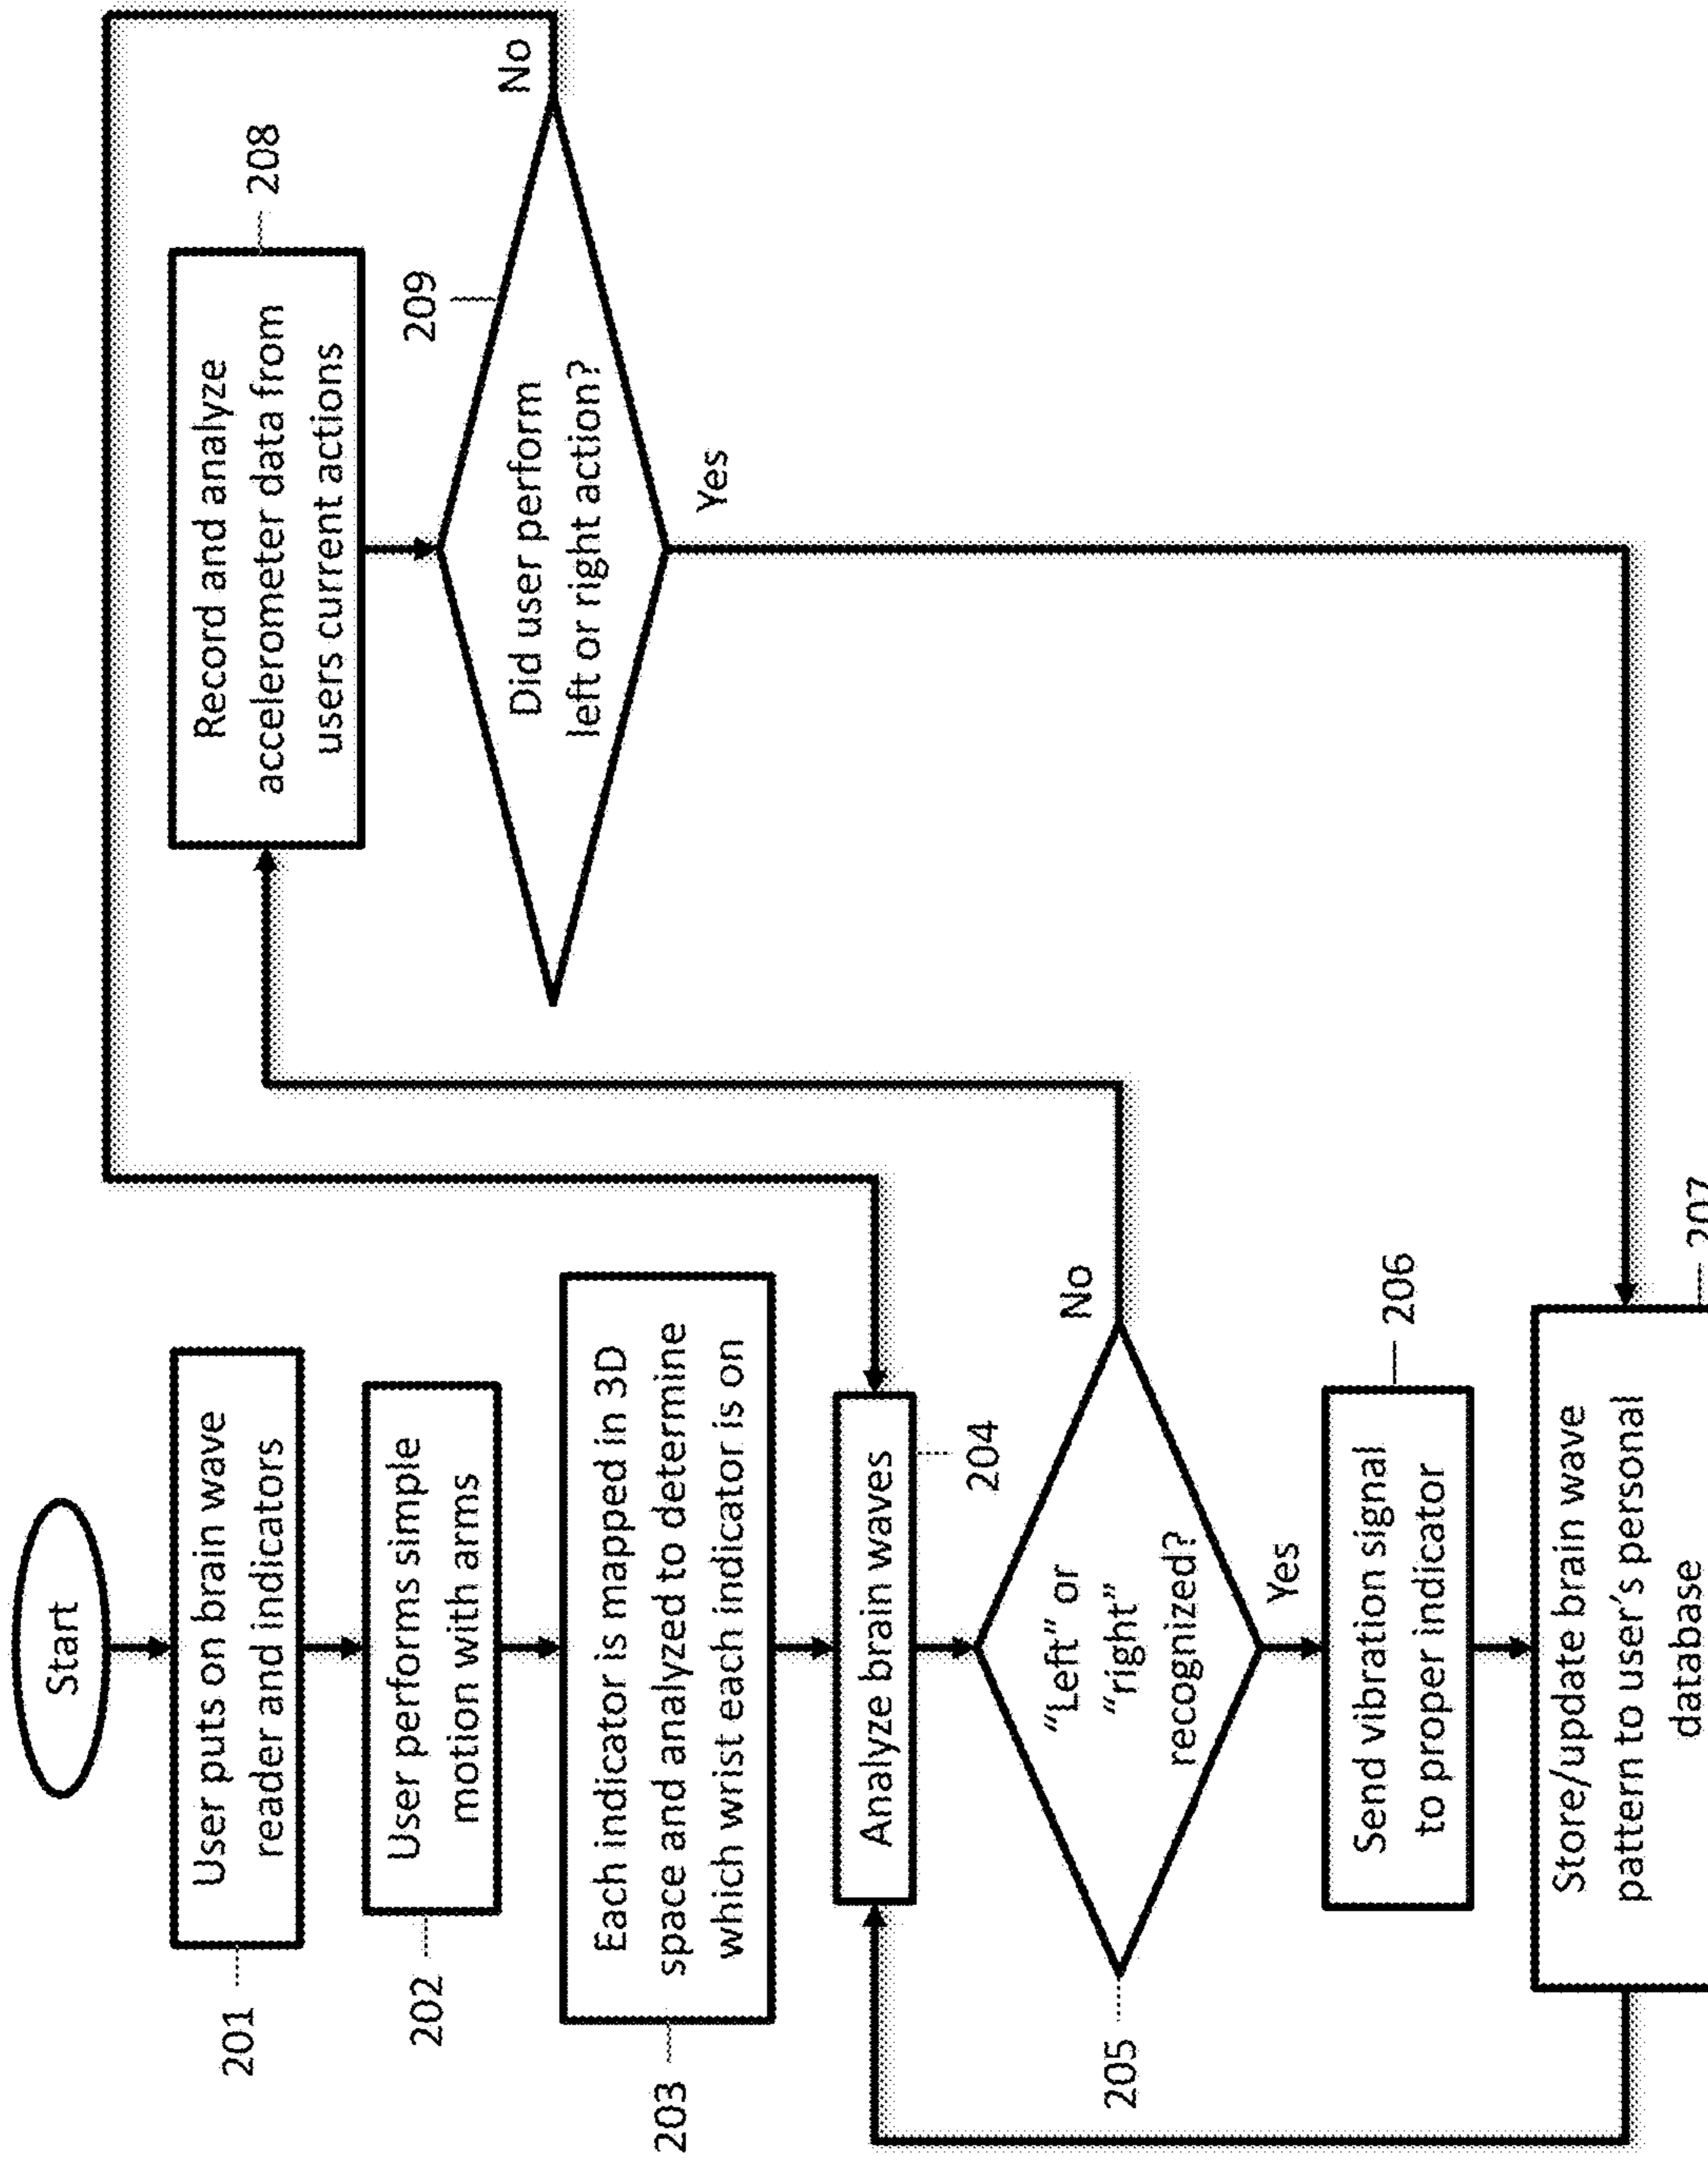 Start
User puts on brain wave
reader and indicators
201
User performs simple
motion with arms
202
Each indicator is mapped in 3D
space and analyzed to determine
which wrist each indicator is on
203
Analyze brain waves
204
"Left" or
"right"
recognized?
205
No
Yes
Send vibration signal
to proper indicator
206
Store/update brain wave
pattern to user's personal
database
207
Record and analyze
accelerometer data from
users current actions
208
Did user perform
left or right action?
209
No
Yes